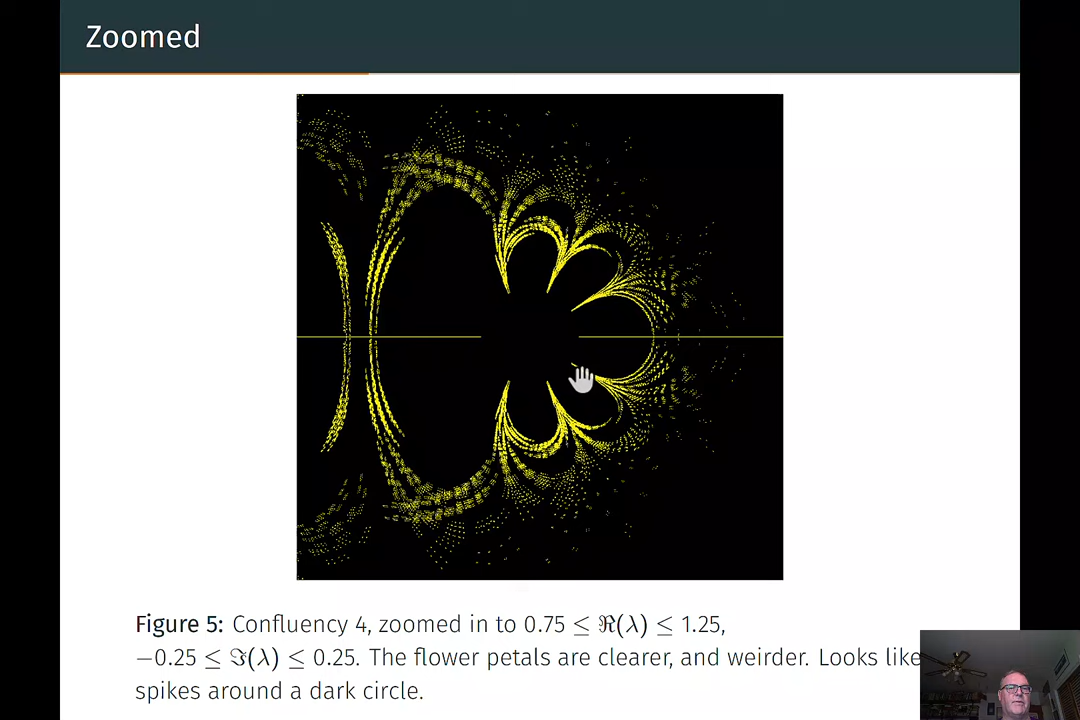 Zoomed
Figure 5: Confluency 4, zoomed in to 0.75 ≤ ℜ(λ) ≤ 1.25,
−0.25 ≤ ℑ(λ) ≤ 0.25. The flower petals are clearer, and weirder. Looks like
spikes around a dark circle.